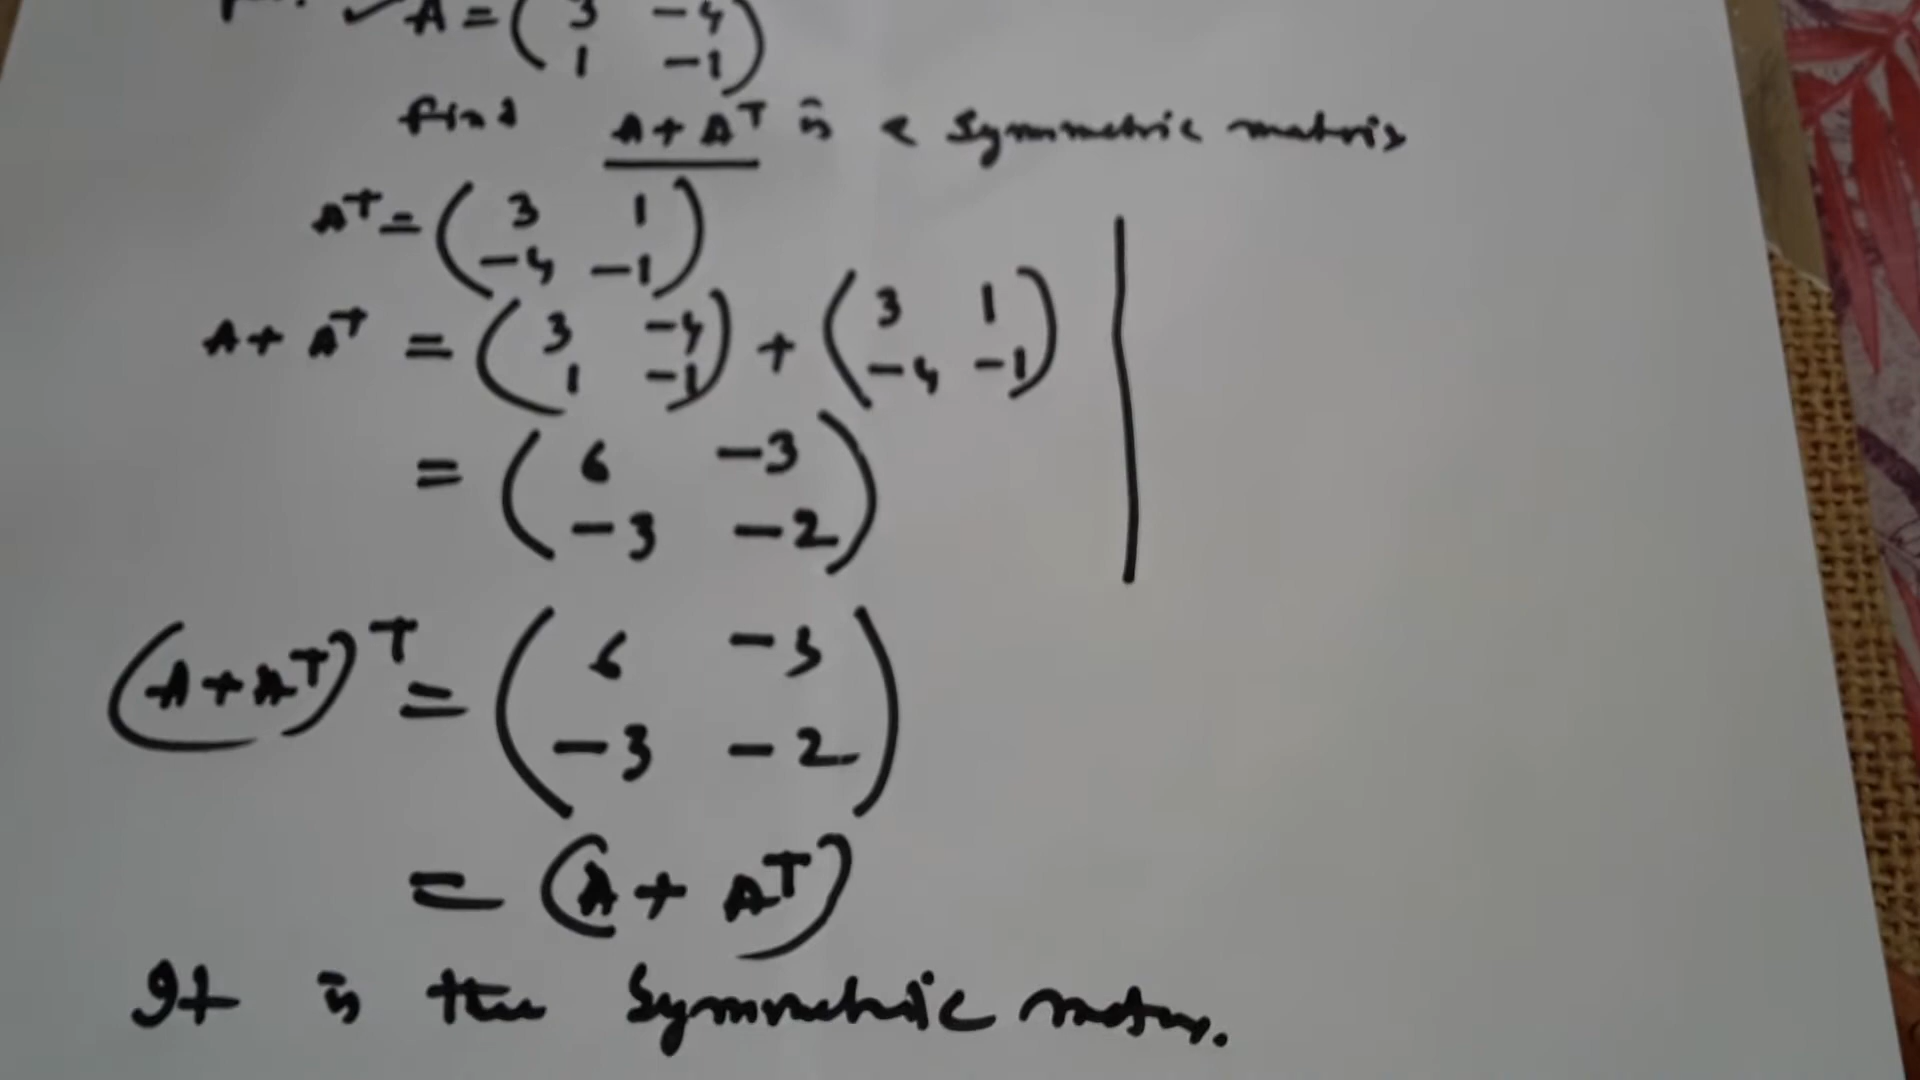 A = ( 3 -4
1 -1 )
find A + Aᵀ is a symmetric matrix
Aᵀ = ( 3 1
-4 -1 )
A + Aᵀ = ( 3 -4 + ( 3 1
1 -1 ) -4 -1 )
= ( 6 -3
-3 -2 )
(A + Aᵀ)ᵀ = ( 6 -3
-3 -2 )
= (A + Aᵀ)
It is the symmetric matrix.